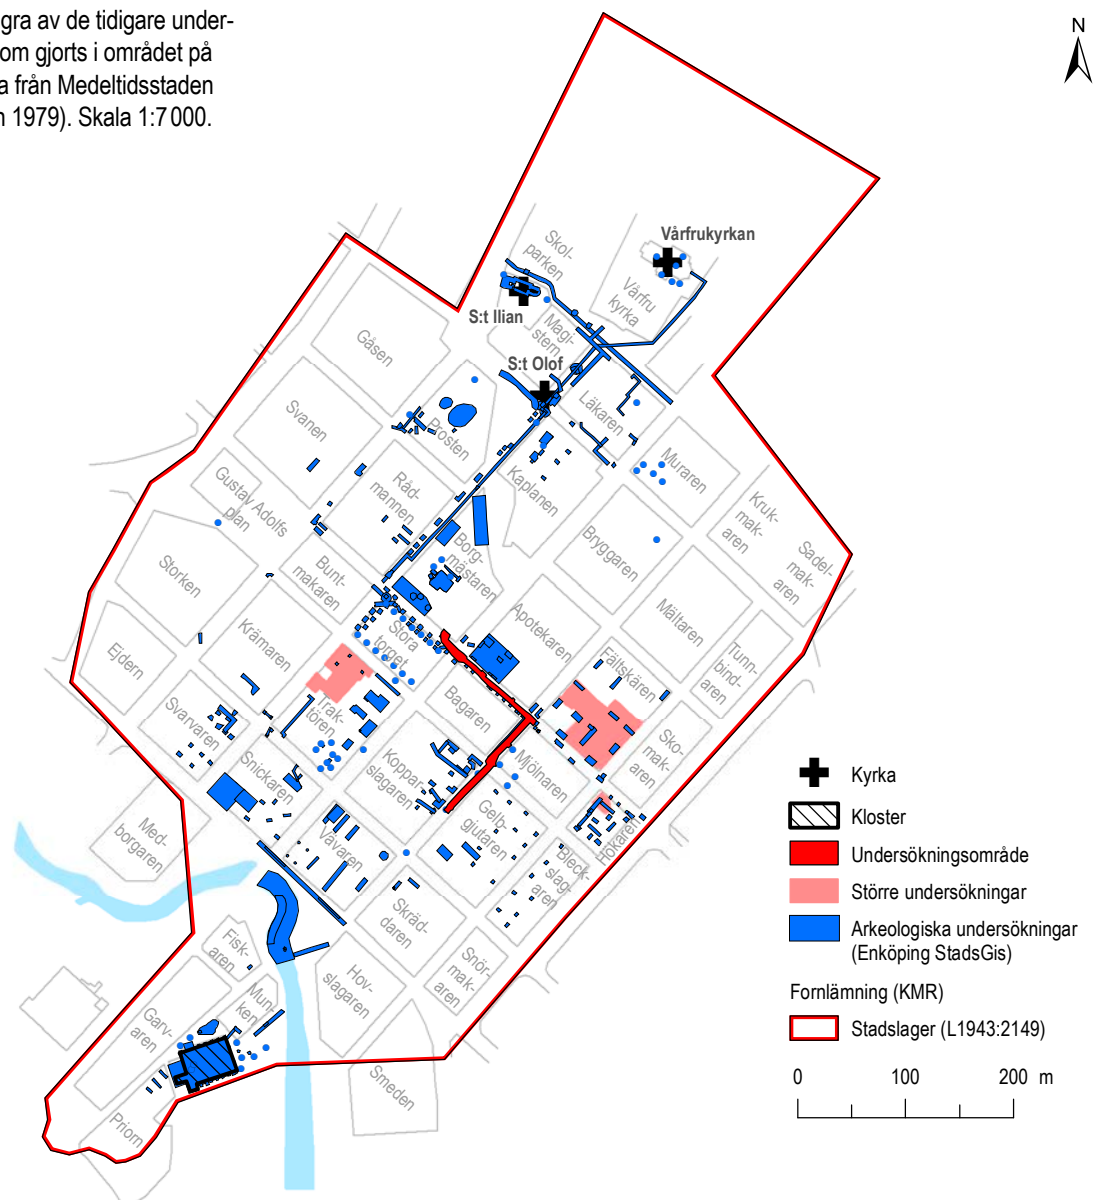 gra av de tidigare under-
om gjorts i området på
a från Medeltidsstaden
n 1979). Skala 1:7 000.
N
Vårfrukyrkan
Skol-
parken
Vårfru
kyrka
S:t Ilian
Magi-
stern
S:t Olof
Gåsen
Läkaren
Svanen
Prosten
Muraren
Råd-
mannen
Kaplanen
Gustav Adolfs
plan
Kruk-
mak-
aren
Bryggaren
Sadel-
mak-
aren
Borg-
mästaren
Storken
Bunt-
makaren
Mältaren
Apotekaren
Stora
torget
Krämaren
Ejdern
Fältskären
Tunn-
bind-
aren
Bagaren
Svarvaren
Trak-
tören
Sko-
mak-
aren
Mjölnaren
Koppar-
slagaren
Snickaren
Gelb-
gjutaren
Med-
borgaren
Vävaren
Hökaren
Bleck-
slag-
aren
Skräd-
daren
Fisk-
aren
Snör-
mak-
aren
Hov-
slagaren
Mun-
ken
Garv-
aren
Smeden
Priorn
Kyrka
Kloster
Undersökningsområde
Större undersökningar
Arkeologiska undersökningar
(Enköping StadsGis)
Fornlämning (KMR)
Stadslager (L1943:2149)
0 100 200 m